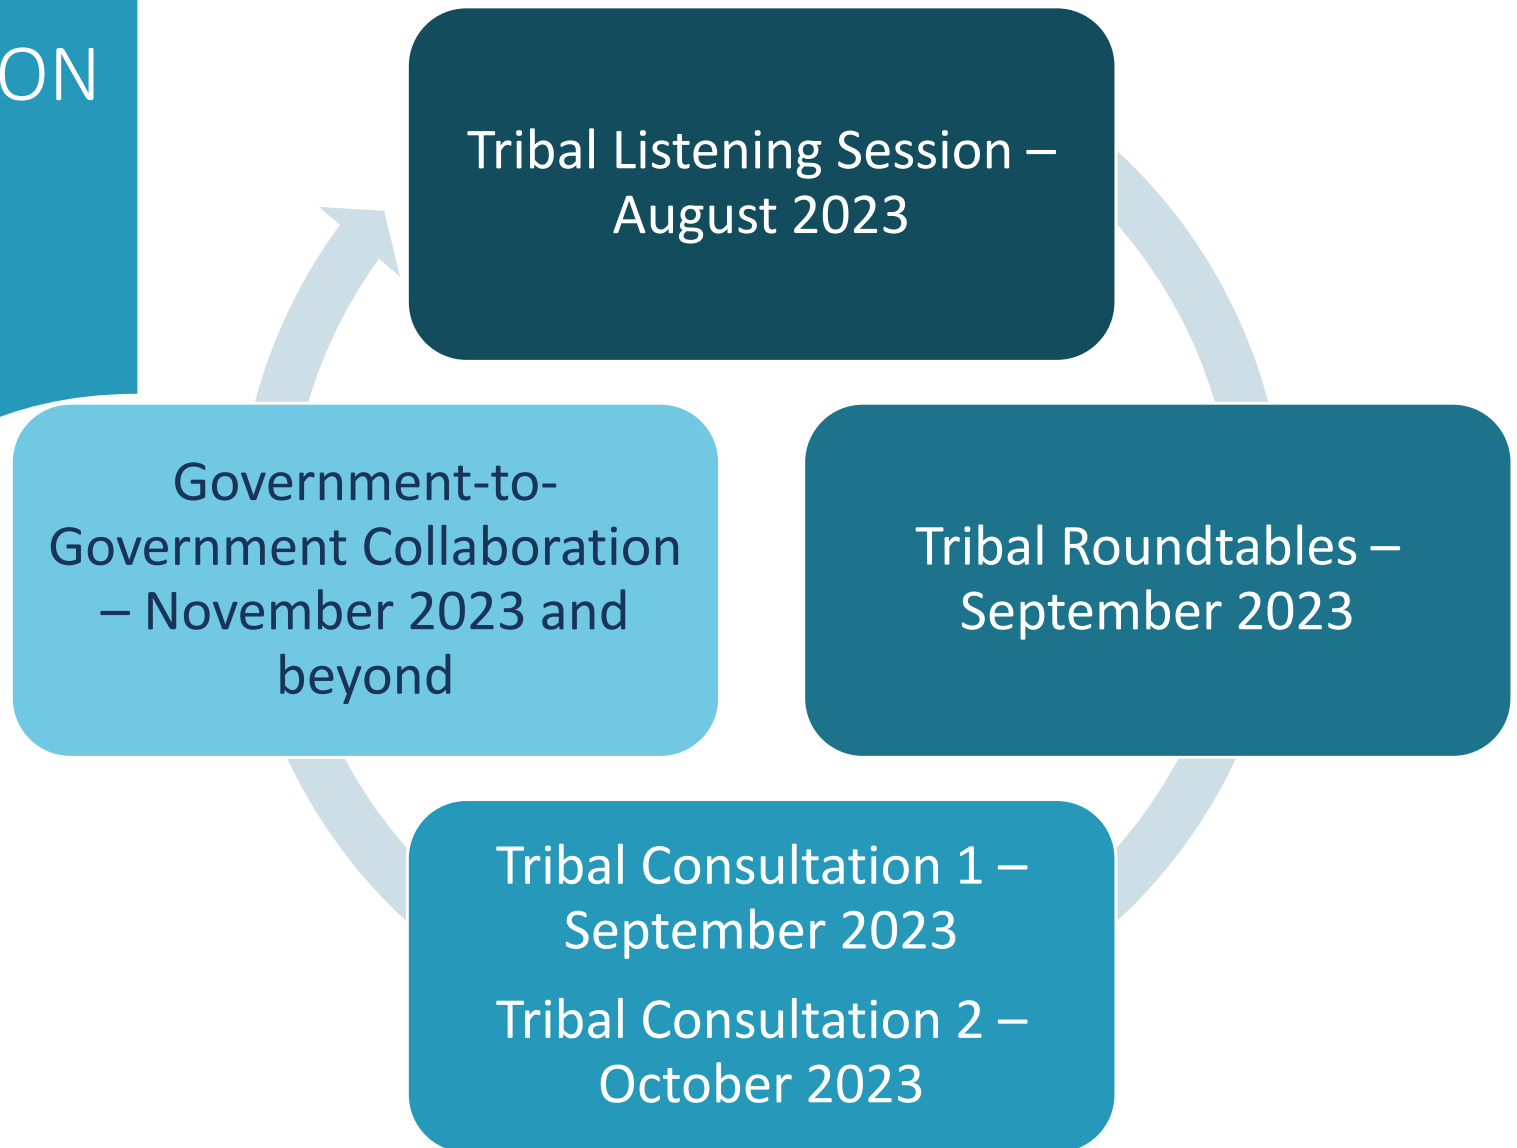 ON
Tribal Listening Session –
August 2023
Tribal Roundtables –
September 2023
Tribal Consultation 1 –
September 2023
Tribal Consultation 2 –
October 2023
Government-to-
Government Collaboration
– November 2023 and
beyond